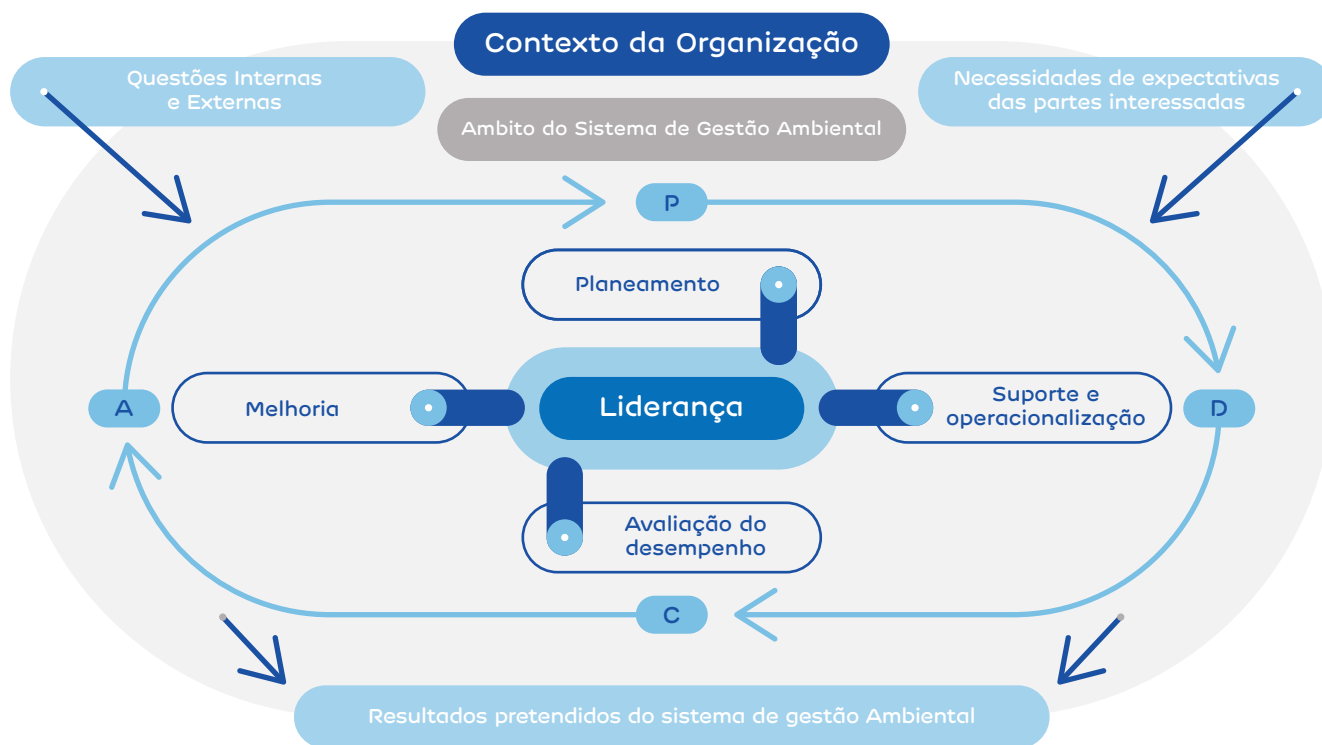 Contexto da Organização
Questões Internas
e Externas
Necessidades de expectativas
das partes interessadas
Ambito do Sistema de Gestão Ambiental
P
Planeamento
A
Melhoria
Liderança
Suporte e
operacionalização
D
Avaliação do
desempenho
C
Resultados pretendidos do sistema de gestão Ambiental